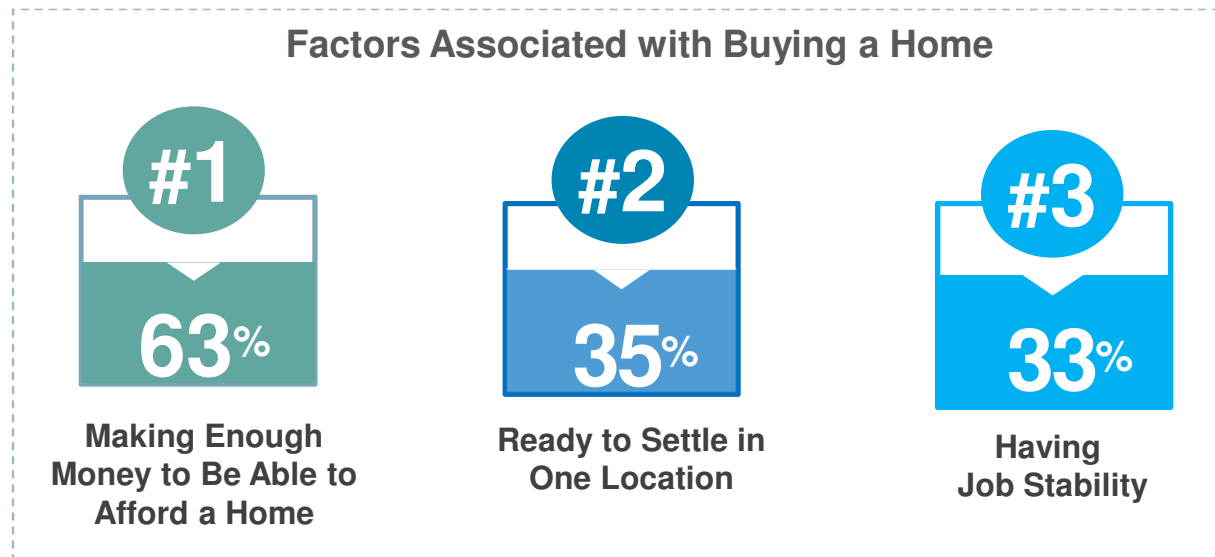 Factors Associated with Buying a Home
#1
63%
Making Enough
Money to Be Able to
Afford a Home
#2
35%
Ready to Settle in
One Location
#3
33%
Having
Job Stability